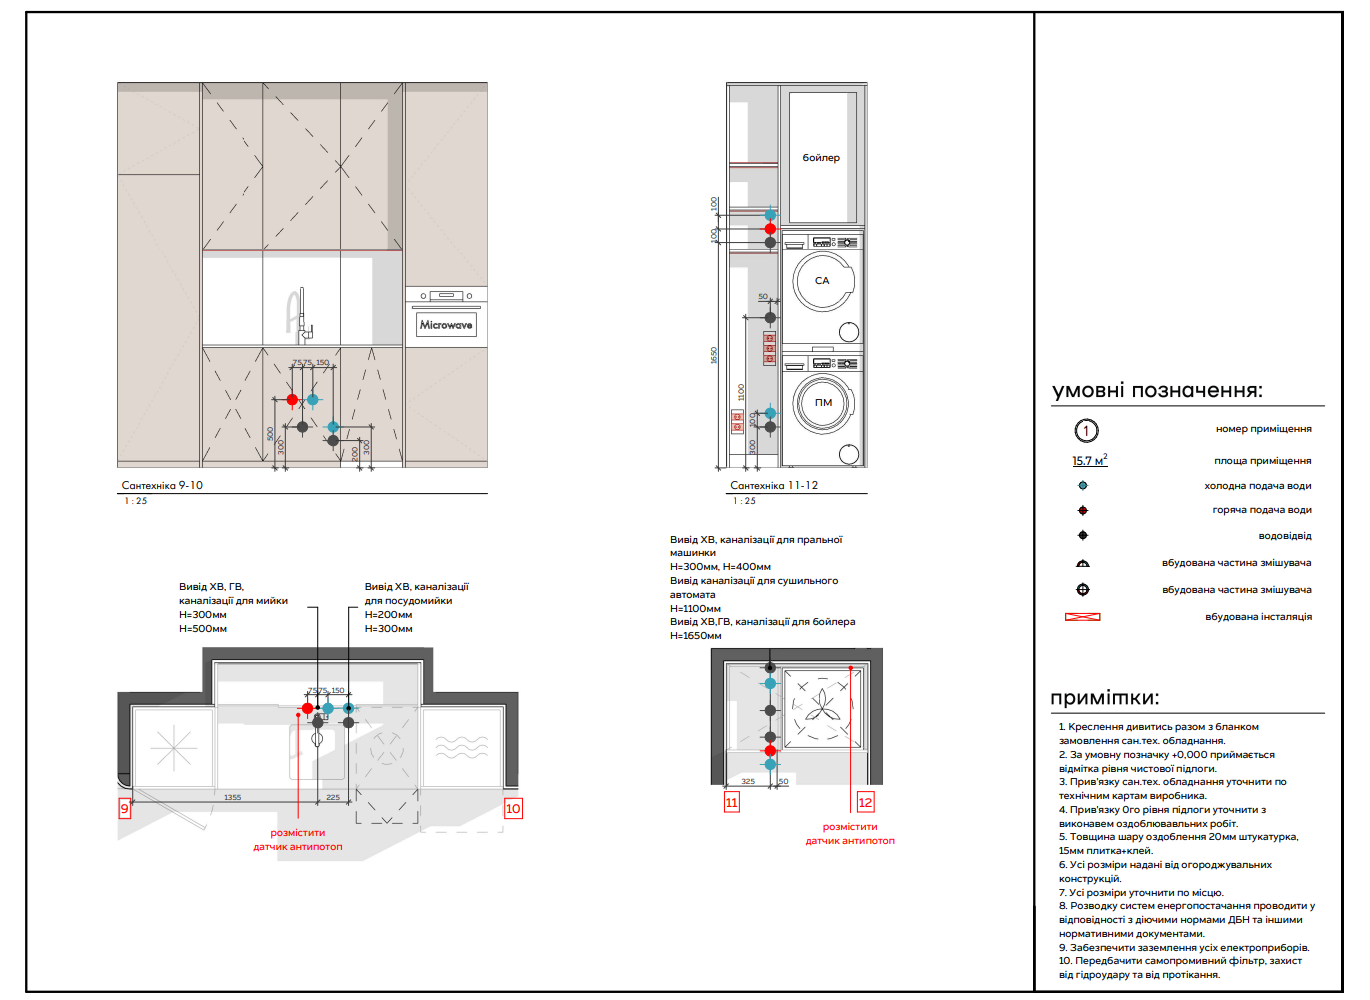 бойлер
100
100
СА
50
Microwave
75
75
150
1650
1100
ПМ
100
500
300
200
300
300
Сантехніка 9-10
1 : 25
Сантехніка 11-12
1 : 25
Вивід ХВ, ГВ,
каналізації для мийки
H=300мм
H=500мм
Вивід ХВ, каналізації
для посудомийки
H=200мм
H=300мм
Вивід ХВ, каналізації для пральної
машинки
H=300мм, H=400мм
Вивід каналізації для сушильного
автомата
H=1100мм
Вивід ХВ,ГВ, каналізації для бойлера
H=1650мм
75
75
150
1355
225
9
10
розмістити
датчик антипотоп
325
50
11
12
розмістити
датчик антипотоп
умовні позначення:
1
номер приміщення
15.7 м2
площа приміщення
холодна подача води
горяча подача води
водовідвід
вбудована частина змішувача
вбудована частина змішувача
вбудована інсталяція
примітки:
1. Креслення дивитись разом з бланком
замовлення сан.тех. обладнання.
2. За умовну позначку +0,000 приймається
відмітка рівня чистової підлоги.
3. Прив'язку сан.тех. обладнання уточнити по
технічним картам виробника.
4. Прив'язку 0го рівня підлоги уточнити з
виконавем оздоблювавльних робіт.
5. Товщина шару оздоблення 20мм штукатурка,
15мм плитка+клей.
6. Усі розміри надані від огороджувальних
конструкцій.
7. Усі розміри уточнити по місцю.
8. Розводку систем енергопостачання проводити у
відповідності з діючими нормами ДБН та іншими
нормативними документами.
9. Забезпечити заземлення усіх електроприборів.
10. Передбачити самопромивний фільтр, захист
від гідроудару та від протікання.